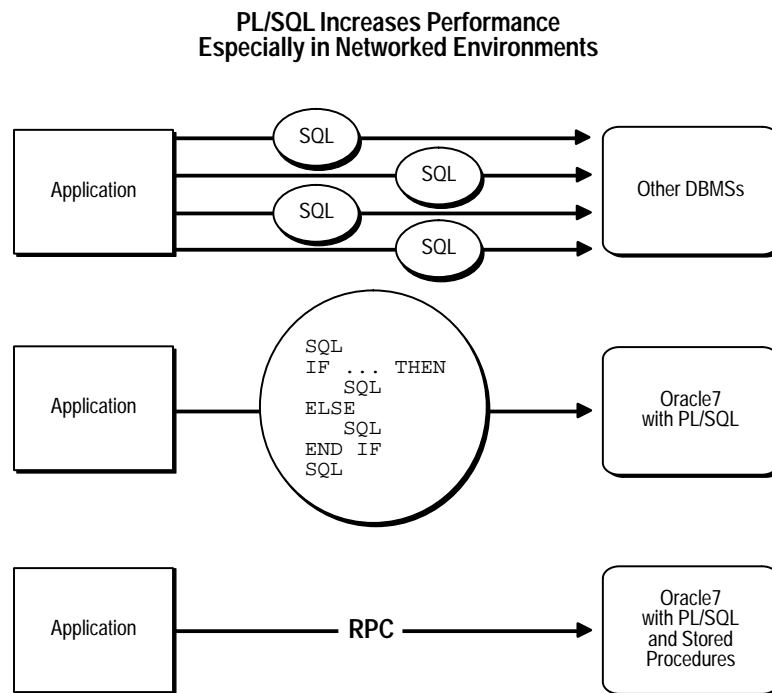 PL/SQL Increases Performance
Especially in Networked Environments
Application
SQL
SQL
SQL
SQL
Other DBMSs
Application
SQL
IF ... THEN
SQL
ELSE
SQL
END IF
SQL
Oracle7
with PL/SQL
Application
RPC
Oracle7
with PL/SQL
and Stored
Procedures